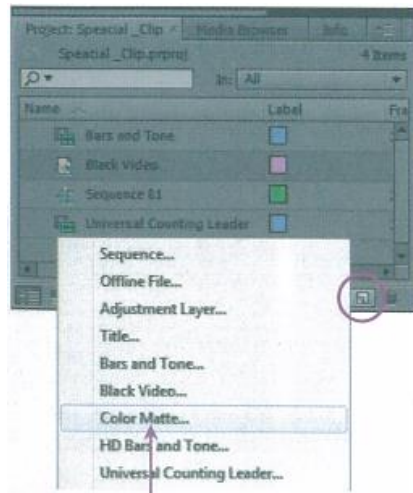 Project: Speacial _Clip × Media Browser Info
Speacial _Clip.prproj 4 Items
In: All
Name Label Fra
Bars and Tone
Black Video
Sequence 01
Universal Counting Leader
Sequence...
Offline File...
Adjustment Layer...
Title...
Bars and Tone...
Black Video...
Color Matte...
HD Bars and Tone...
Universal Counting Leader...